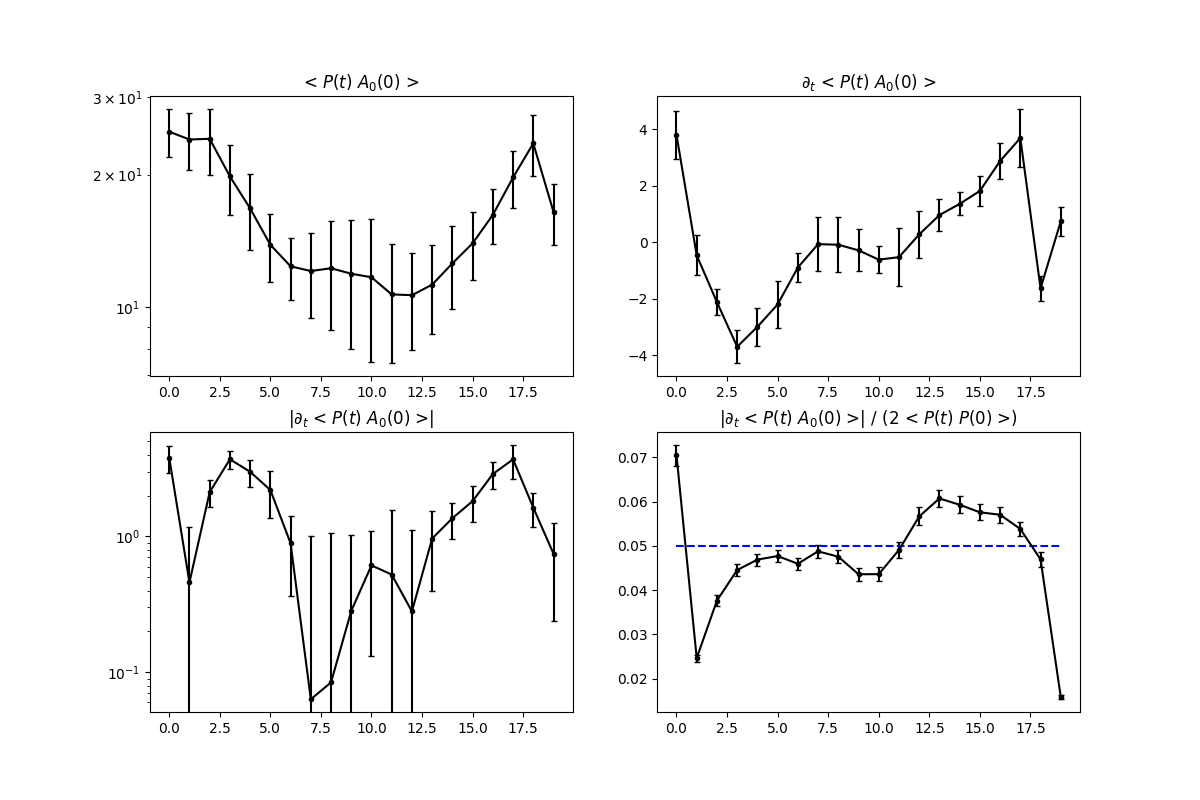 < P(t) A₀(0) >
3 × 10¹
2 × 10¹
10¹
0.0 2.5 5.0 7.5 10.0 12.5 15.0 17.5
∂ₜ < P(t) A₀(0) >
4
2
0
−2
−4
0.0 2.5 5.0 7.5 10.0 12.5 15.0 17.5
|∂ₜ < P(t) A₀(0) >|
10⁰
10⁻¹
0.0 2.5 5.0 7.5 10.0 12.5 15.0 17.5
|∂ₜ < P(t) A₀(0) >| / (2 < P(t) P(0) >)
0.07
0.06
0.05
0.04
0.03
0.02
0.0 2.5 5.0 7.5 10.0 12.5 15.0 17.5